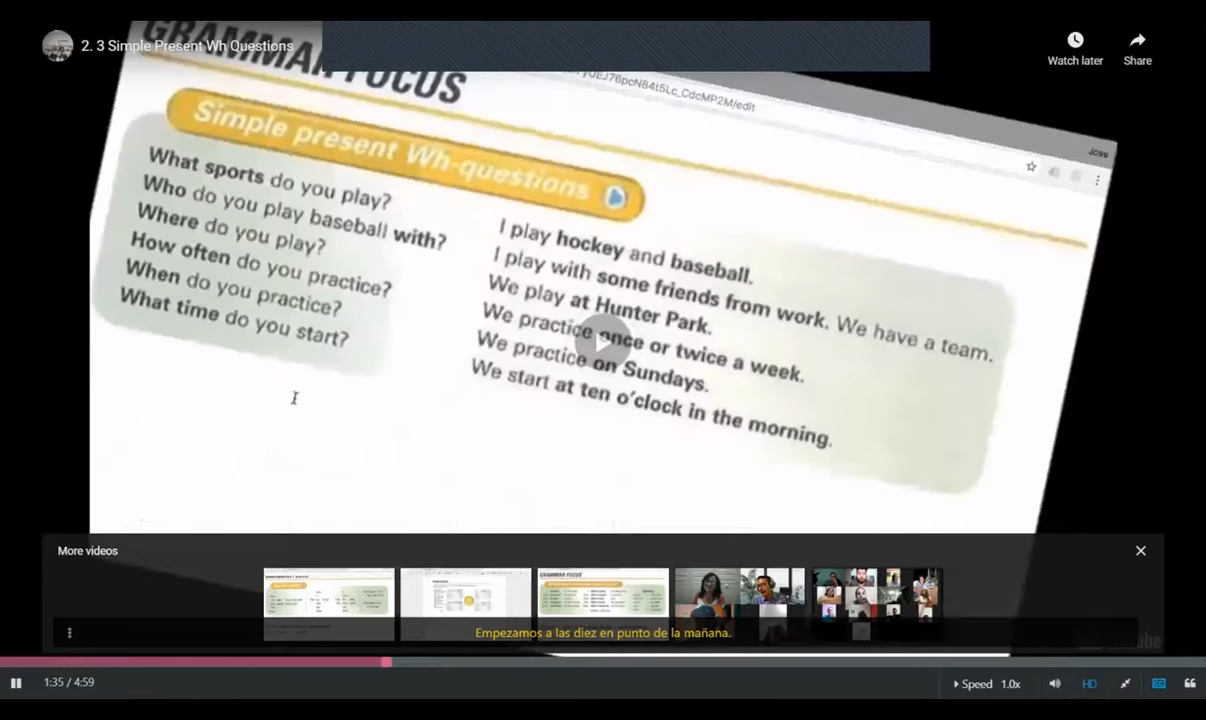 2. 3 Simple Present Wh Questions
Watch later
Share
GRAMMAR FOCUS
Jose
Simple present Wh-questions
What sports do you play?
Who do you play baseball with?
Where do you play?
How often do you practice?
When do you practice?
What time do you start?
I play hockey and baseball.
I play with some friends from work. We have a team.
We play at Hunter Park.
We practice once or twice a week.
We practice on Sundays.
We start at ten o'clock in the morning.
More videos
GRAMMAR FOCUS
Empezamos a las diez en punto de la mañana.
1:35 / 4:59
Speed 1.0x
HD
CC